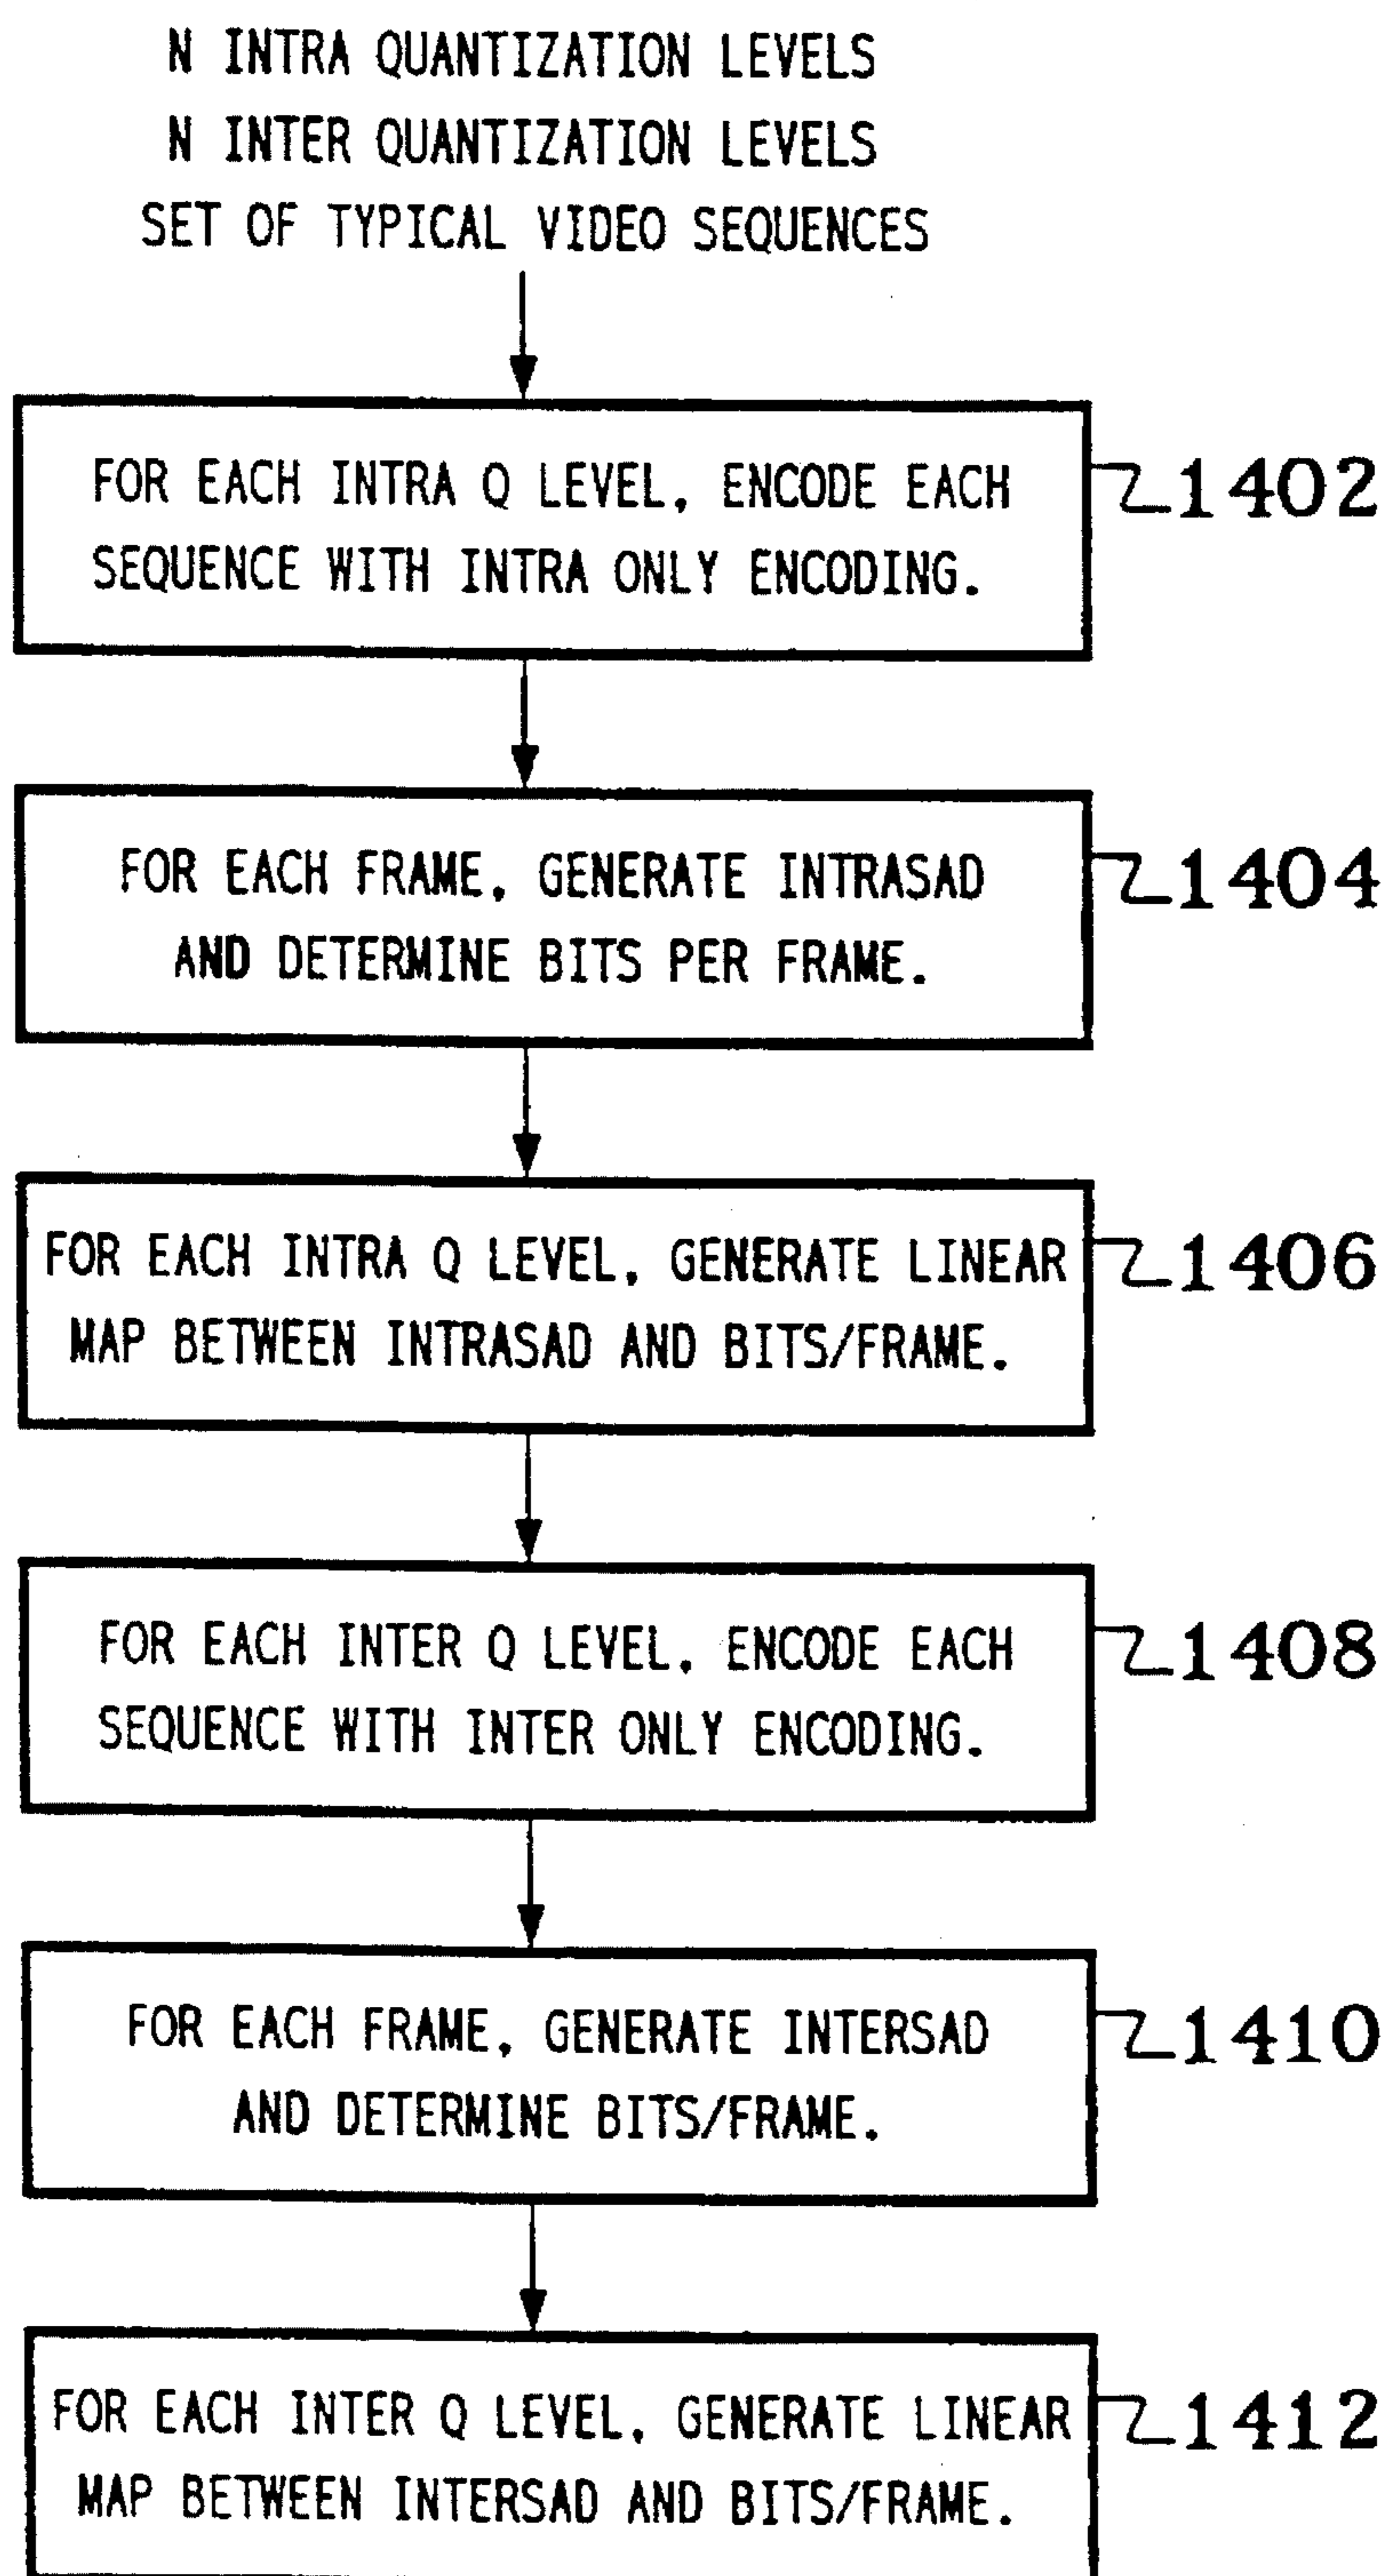 N INTRA QUANTIZATION LEVELS
N INTER QUANTIZATION LEVELS
SET OF TYPICAL VIDEO SEQUENCES
FOR EACH INTRA Q LEVEL, ENCODE EACH
SEQUENCE WITH INTRA ONLY ENCODING.
1402
FOR EACH FRAME, GENERATE INTRASAD
AND DETERMINE BITS PER FRAME.
1404
FOR EACH INTRA Q LEVEL, GENERATE LINEAR
MAP BETWEEN INTRASAD AND BITS/FRAME.
1406
FOR EACH INTER Q LEVEL, ENCODE EACH
SEQUENCE WITH INTER ONLY ENCODING.
1408
FOR EACH FRAME, GENERATE INTERSAD
AND DETERMINE BITS/FRAME.
1410
FOR EACH INTER Q LEVEL, GENERATE LINEAR
MAP BETWEEN INTERSAD AND BITS/FRAME.
1412